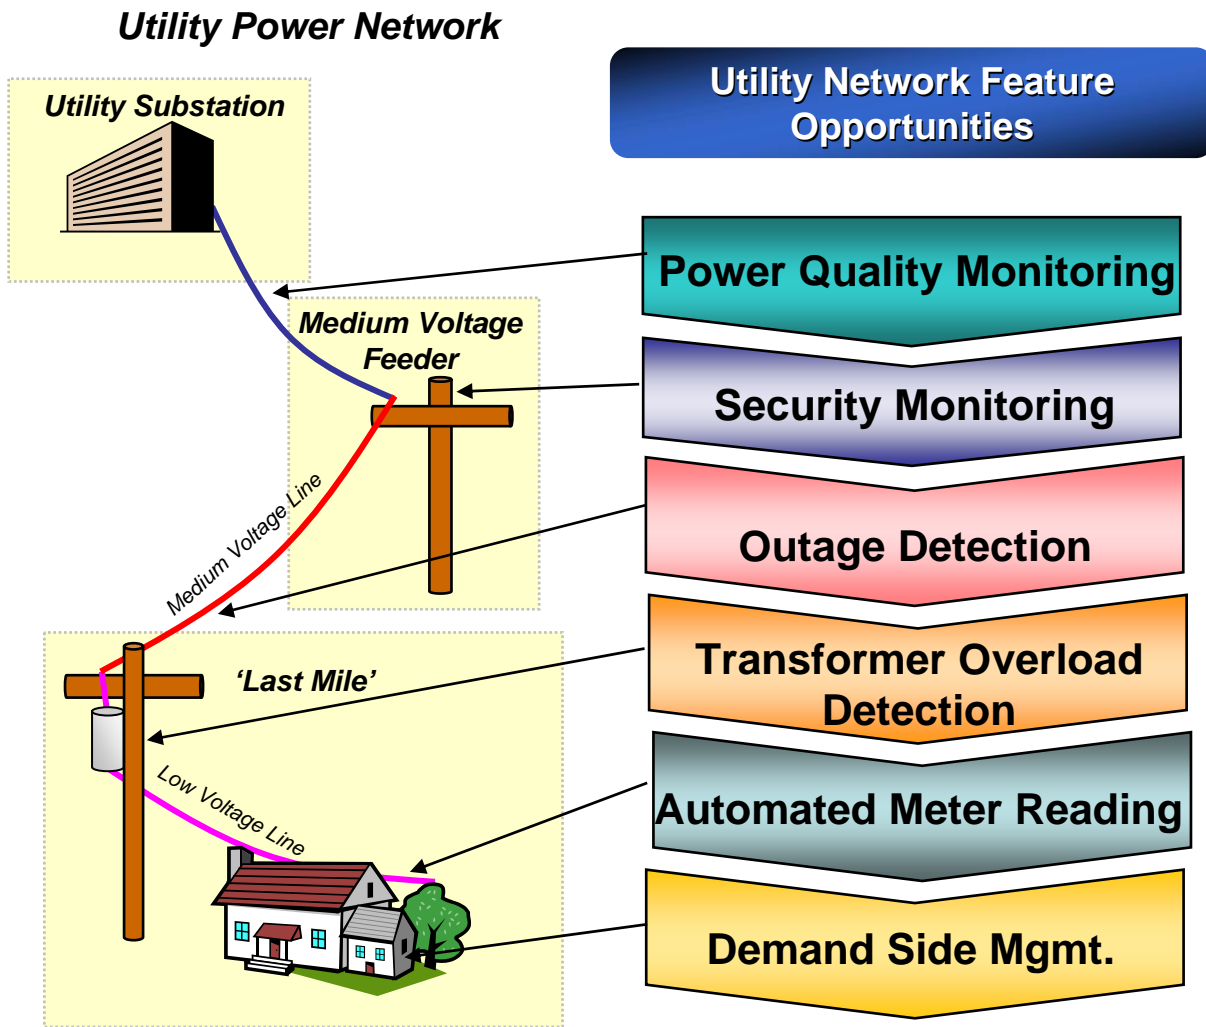 Utility Power Network
Utility Substation
Medium Voltage
Feeder
Medium Voltage Line
'Last Mile'
Low Voltage Line
Utility Network Feature
Opportunities
Power Quality Monitoring
Security Monitoring
Outage Detection
Transformer Overload
Detection
Automated Meter Reading
Demand Side Mgmt.